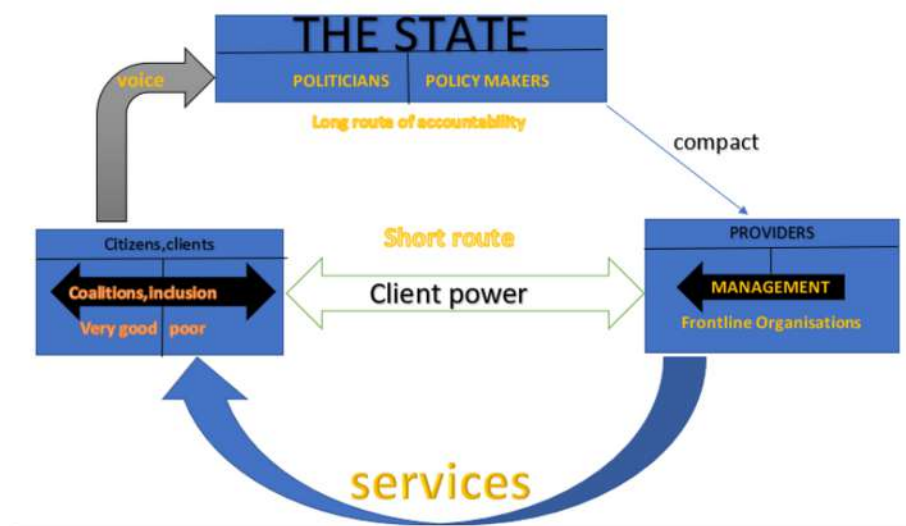 THE STATE
voice
POLITICIANS
POLICY MAKERS
Long route of accountability
compact
Citizens,clients
Coalitions,inclusion
Very good
poor
Short route
Client power
PROVIDERS
MANAGEMENT
Frontline Organisations
services